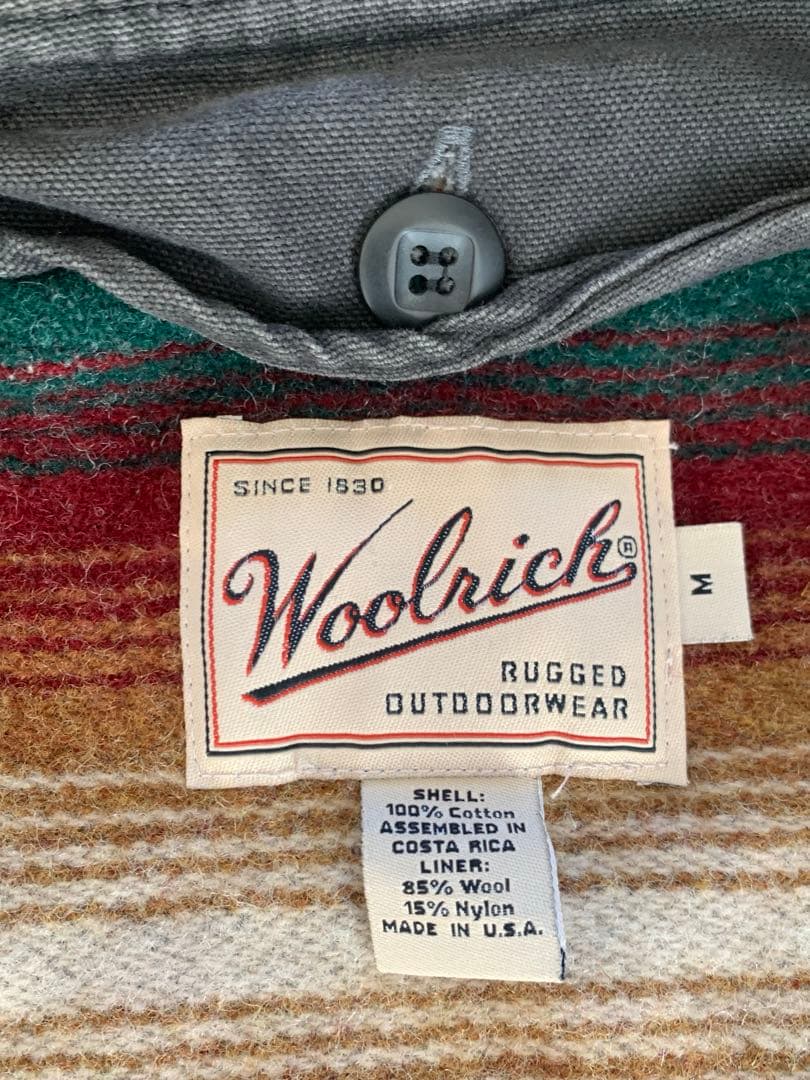 SINCE 1830
Woolrich®
RUGGED
OUTDOORWEAR
M
SHELL:
100% Cotton
ASSEMBLED IN
COSTA RICA
LINER:
85% Wool
15% Nylon
MADE IN U.S.A.